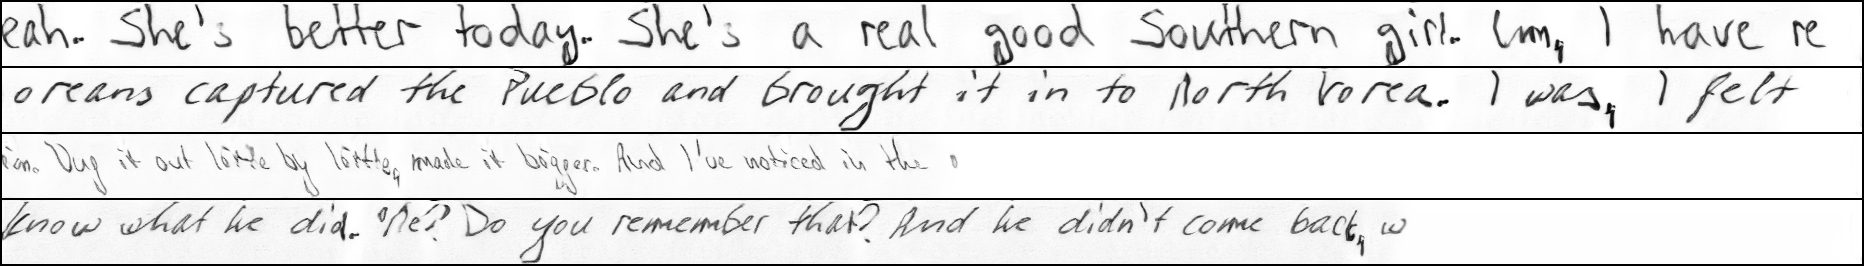 eah. She's better today. She's a real good Southern girl. Um, I have re
oreans captured the Pueblo and brought it in to North Korea. I was, I felt
Dug it out little by little, made it bigger. And I've noticed in the
know what he did. Me? Do you remember that? And he didn't come back, w